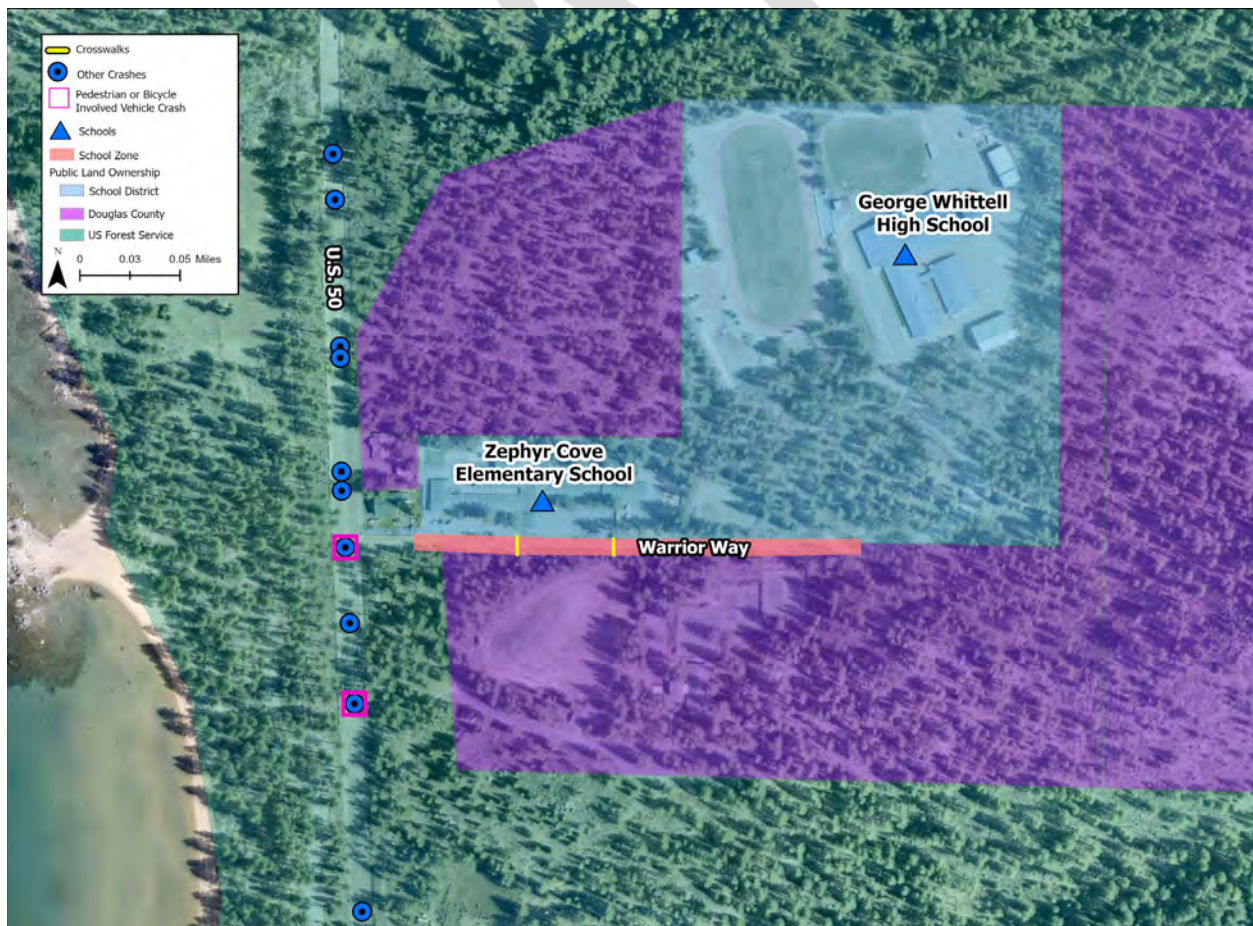 Crosswalks
Other Crashes
Pedestrian or Bicycle
Involved Vehicle Crash
Schools
School Zone
Public Land Ownership
School District
Douglas County
US Forest Service
N
0 0.03 0.05 Miles
U.S. 50
George Whittell
High School
Zephyr Cove
Elementary School
Warrior Way